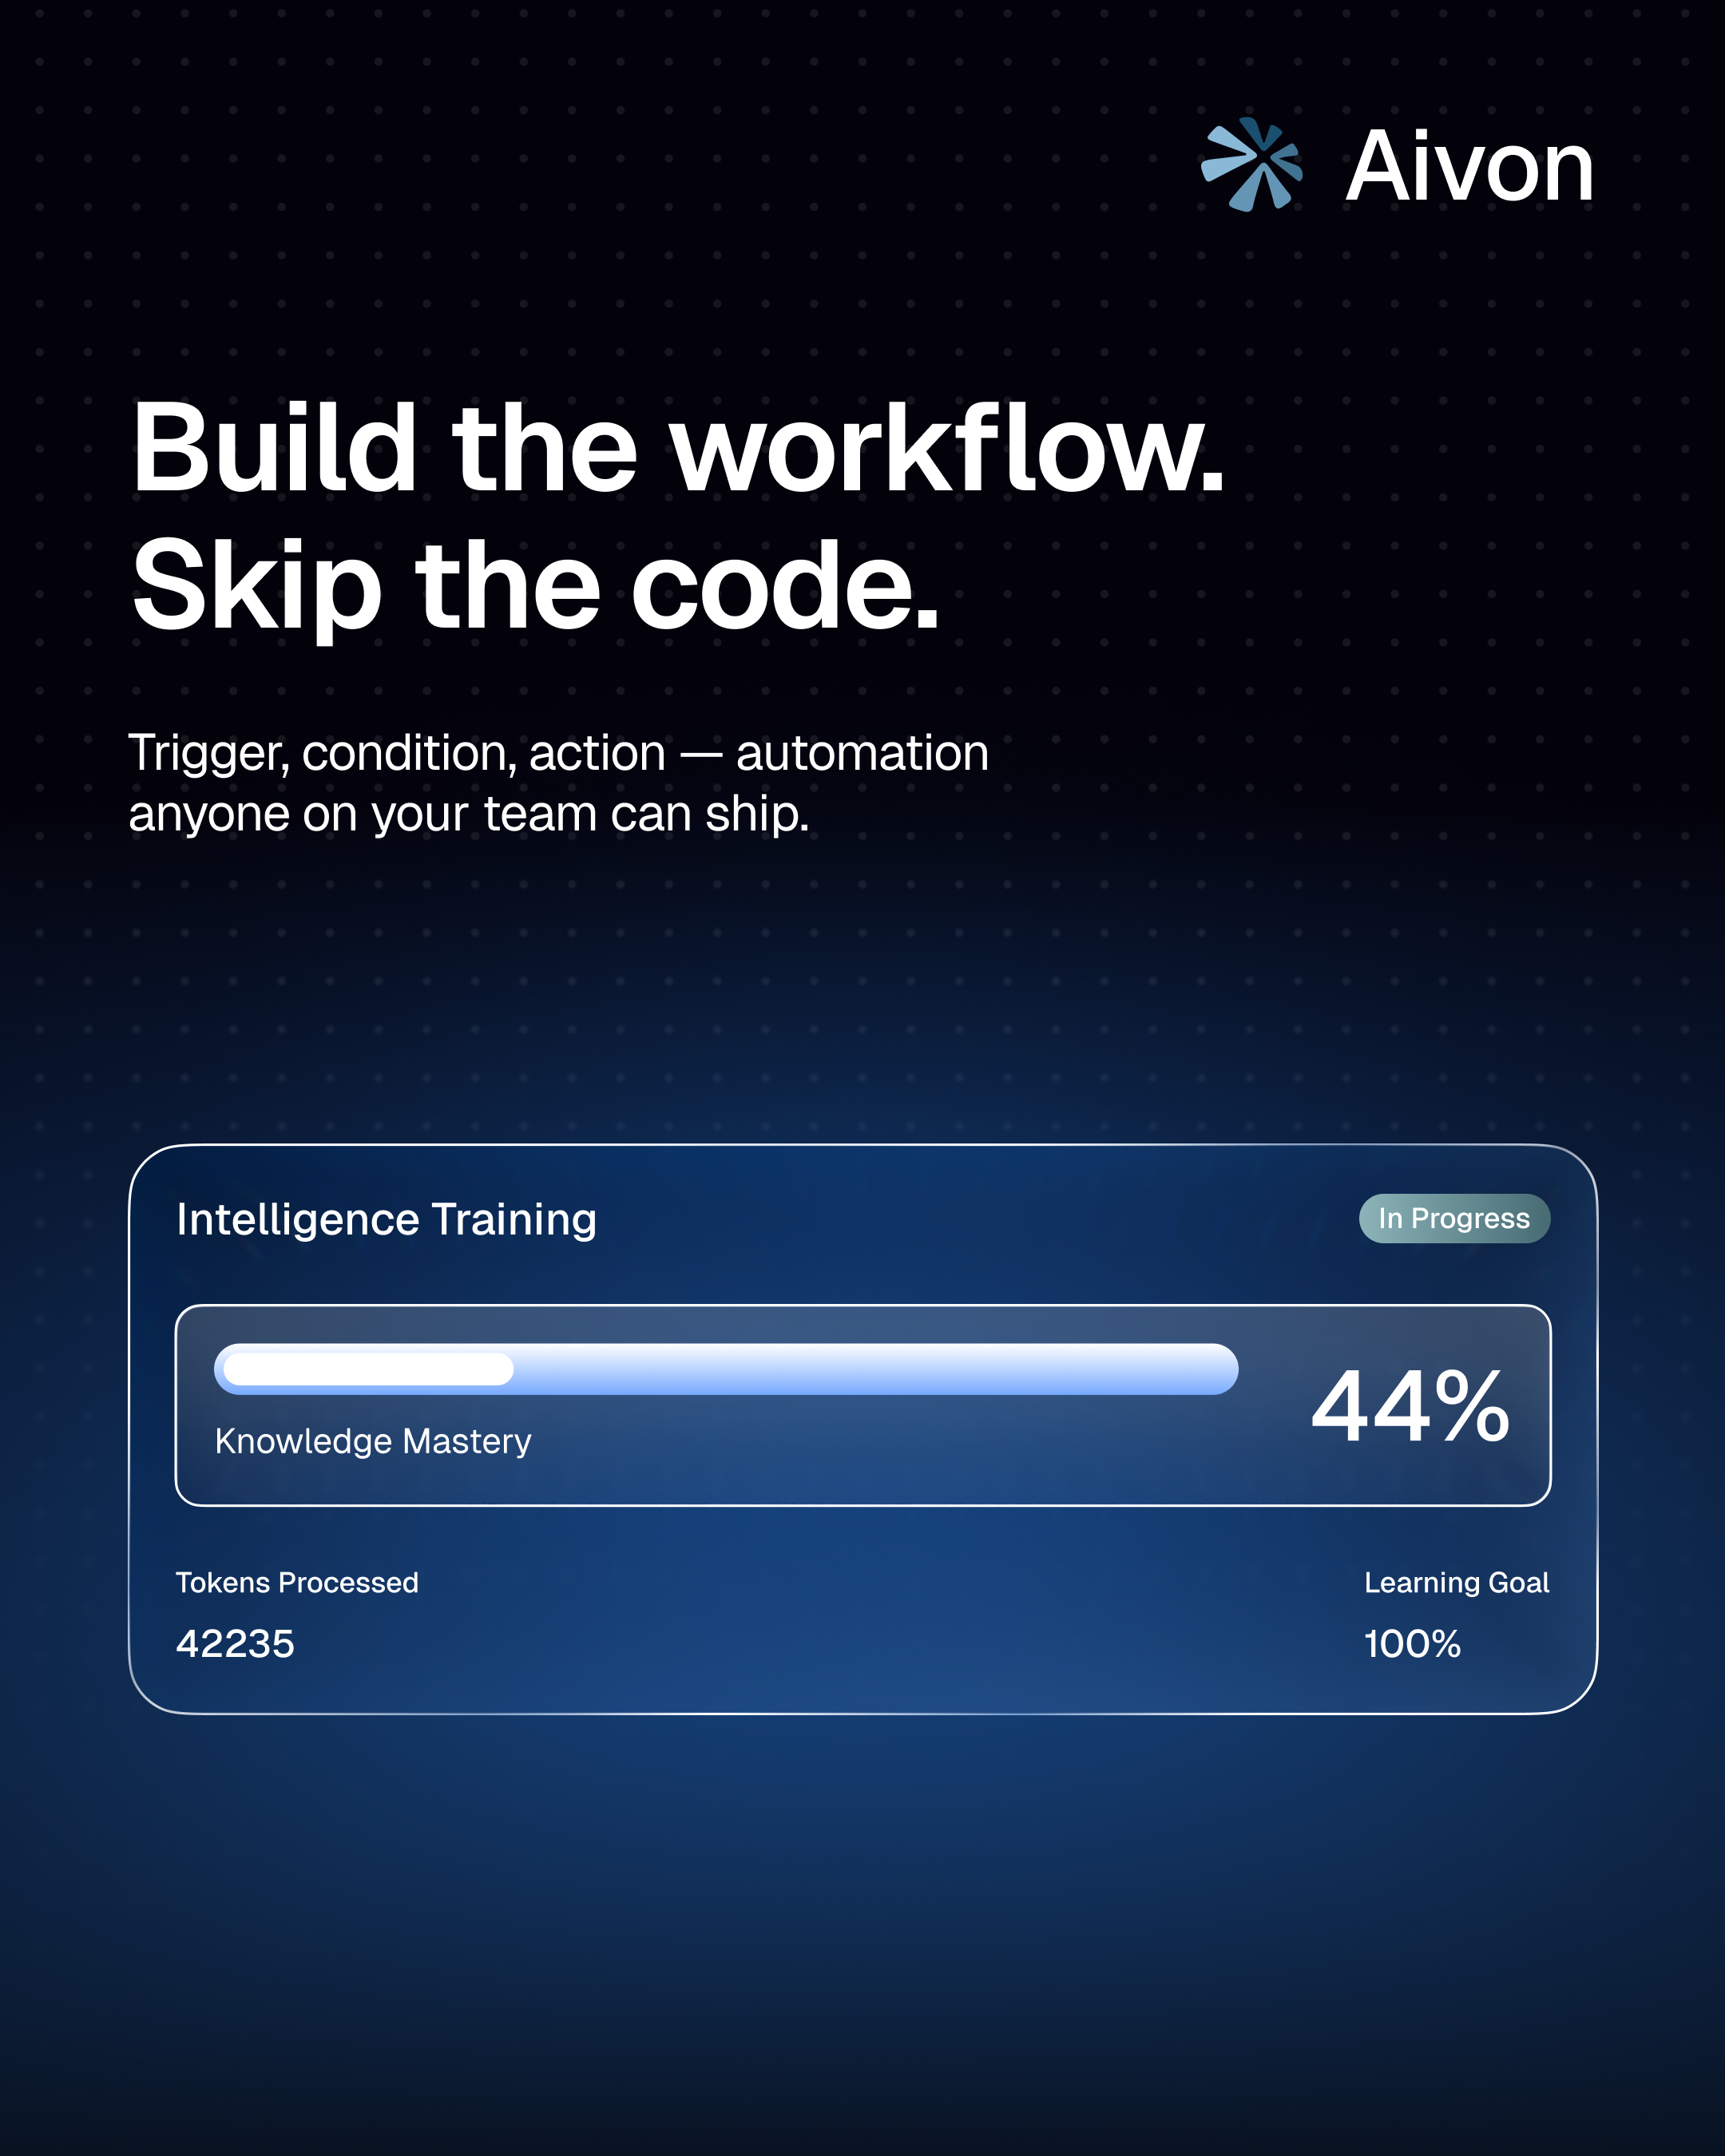 Aivon
Build the workflow.
Skip the code.
Trigger, condition, action — automation
anyone on your team can ship.
Intelligence Training
In Progress
44%
Knowledge Mastery
Tokens Processed
Learning Goal
42235
100%